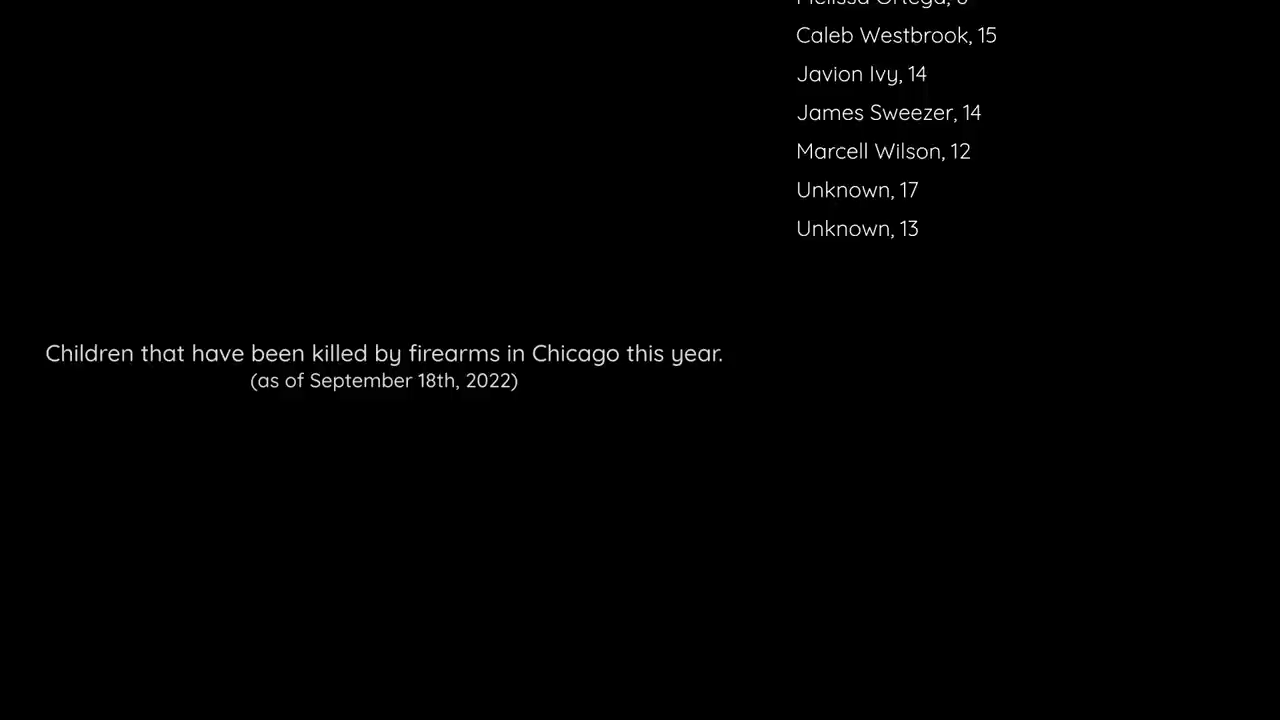 Caleb Westbrook, 15
Javion Ivy, 14
James Sweezer, 14
Marcell Wilson, 12
Unknown, 17
Unknown, 13
Children that have been killed by firearms in Chicago this year.
(as of September 18th, 2022)